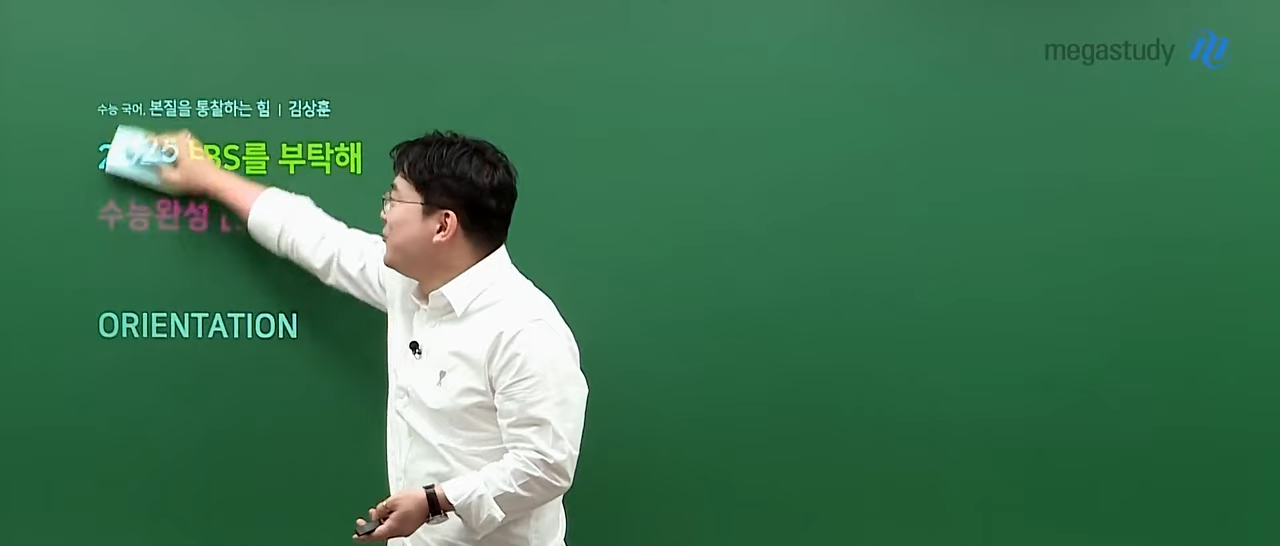 megastudy
수능 국어, 본질을 통찰하는 힘 | 김상훈
2025 EBS를 부탁해
수능완성
ORIENTATION